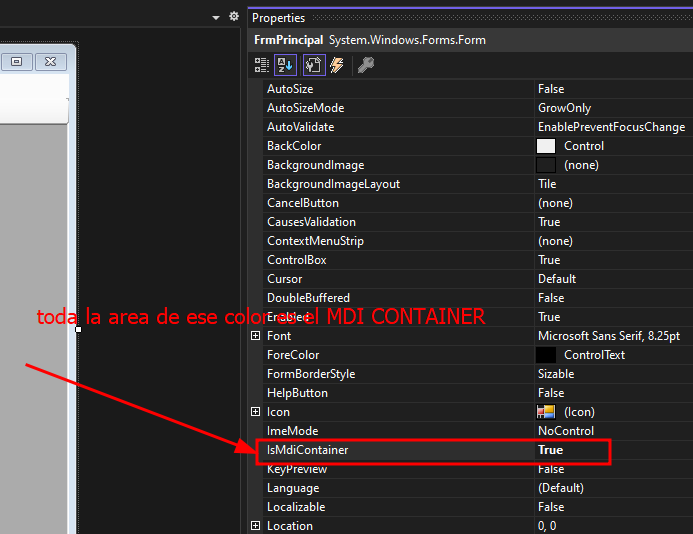 Properties
FrmPrincipal System.Windows.Forms.Form
AutoSize False
AutoSizeMode GrowOnly
AutoValidate EnablePreventFocusChange
BackColor Control
BackgroundImage (none)
BackgroundImageLayout Tile
CancelButton (none)
CausesValidation True
ContextMenuStrip (none)
ControlBox True
Cursor Default
DoubleBuffered False
toda la area de ese color es el MDI CONTAINER
Enabled True
Font Microsoft Sans Serif, 8.25pt
ForeColor ControlText
FormBorderStyle Sizable
HelpButton False
Icon (Icon)
ImeMode NoControl
IsMdiContainer True
KeyPreview False
Language (Default)
Localizable False
Location 0, 0